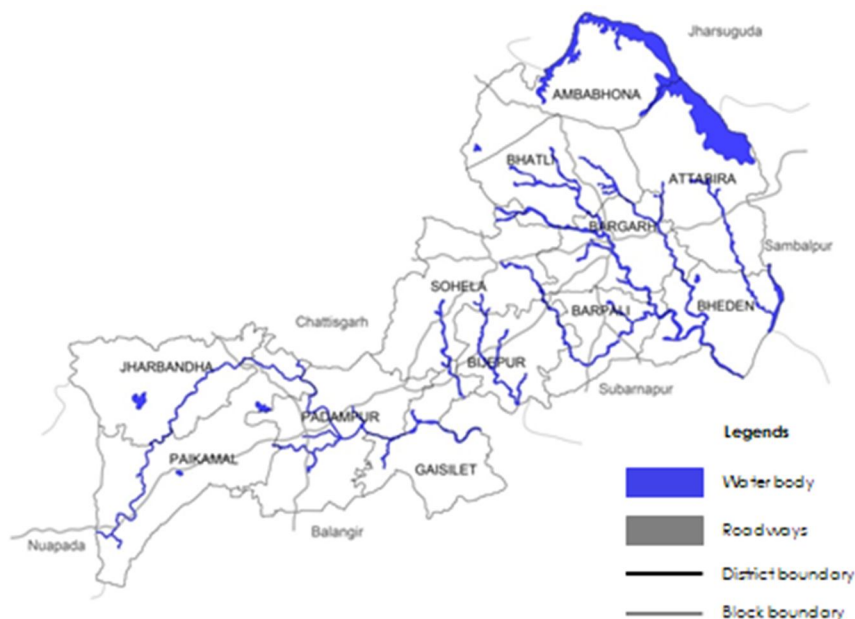 Jharsuguda
AMBABHONA
BHATLI
ATTABIRA
BARGARH
Sambalpur
SOHELA
BARPALI
BHEDEN
Chattisgarh
BIJEPUR
JHARBANDHA
Subarnapur
PADAMPUR
PAIKAMAL
GAISILET
Balangir
Nuapada
Legends
Water body
Roadways
District boundary
Block boundary